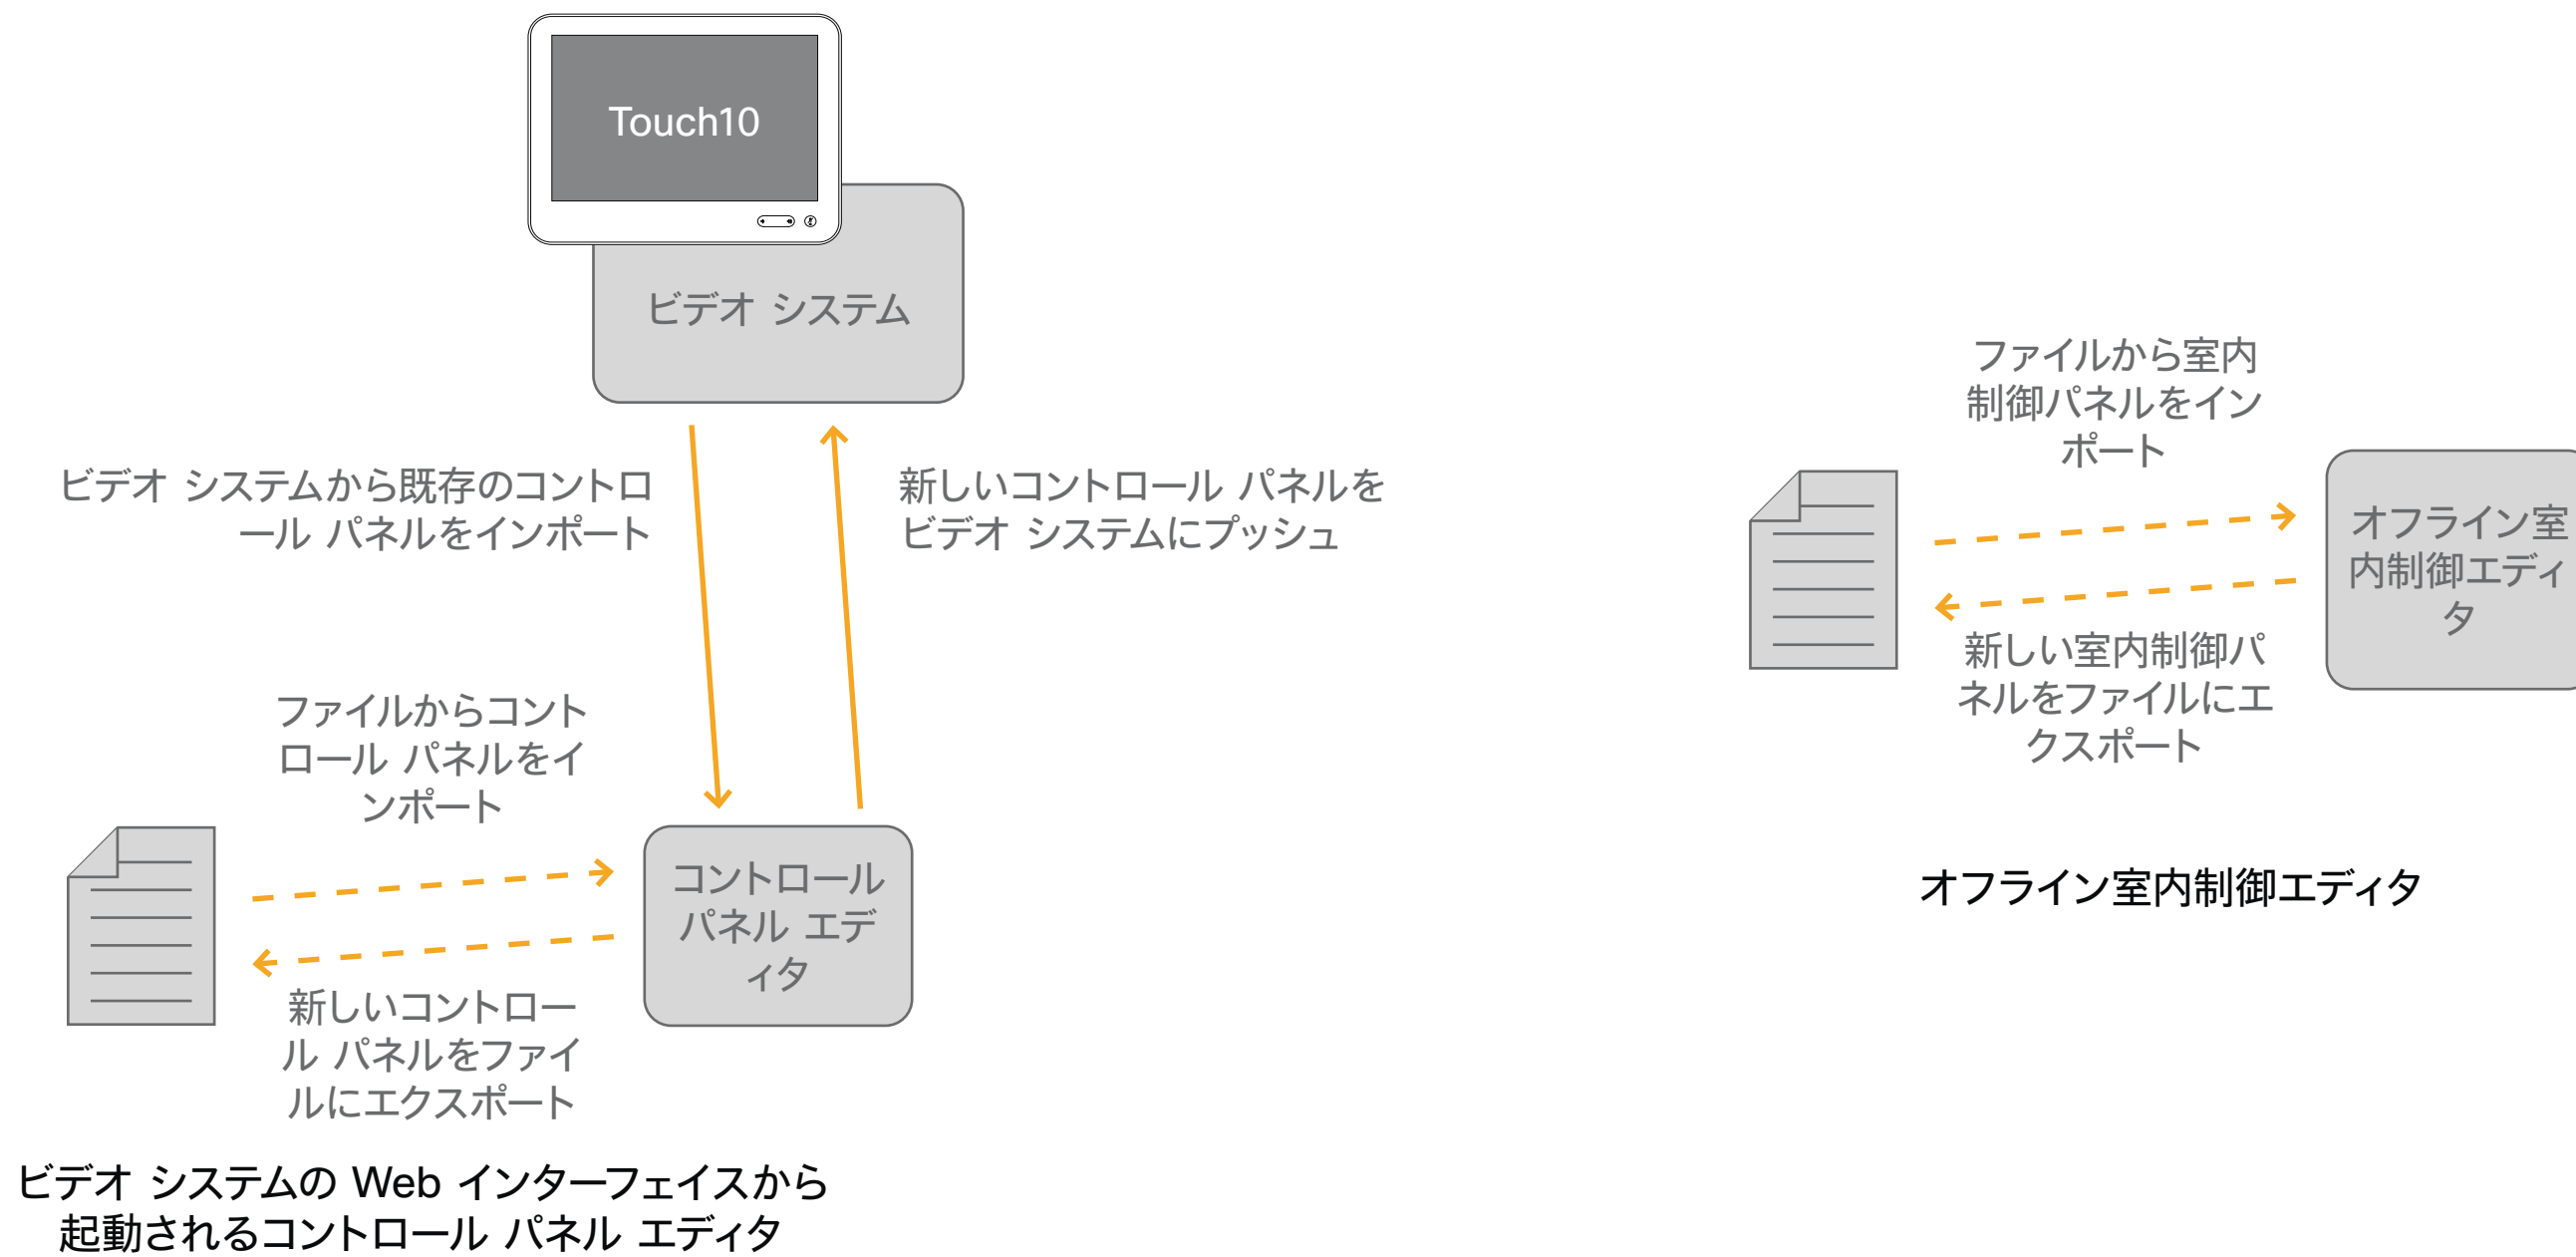 Touch10
ビデオ システム
ビデオ システムから既存のコントロ
ール パネルをインポート
新しいコントロール パネルを
ビデオ システムにプッシュ
ファイルからコント
ロール パネルをイ
ンポート
コントロール
パネル エデ
ィタ
新しいコントロー
ル パネルをファイ
ルにエクスポート
ビデオ システムの Web インターフェイスから
起動されるコントロール パネル エディタ
ファイルから室内
制御パネルをイン
ポート
オフライン室
内制御エディ
タ
新しい室内制御パ
ネルをファイルにエ
クスポート
オフライン室内制御エディタ